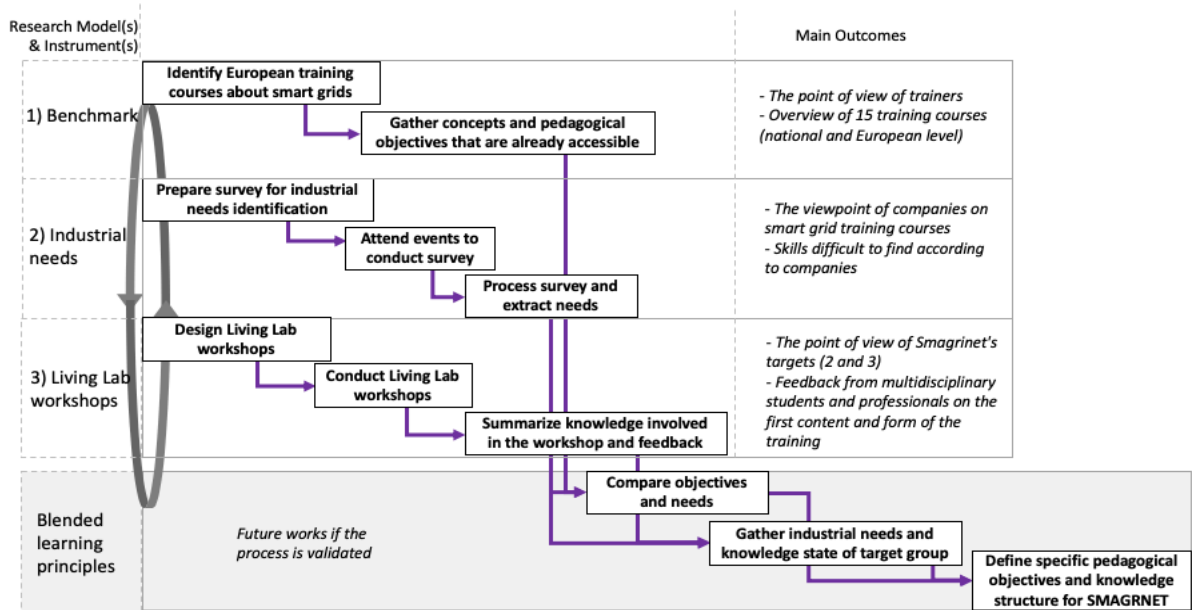 Research Model(s)
& Instrument(s)
Main Outcomes
1) Benchmark
Identify European training
courses about smart grids
Gather concepts and pedagogical
objectives that are already accessible
- The point of view of trainers
- Overview of 15 training courses
(national and European level)
2) Industrial
needs
Prepare survey for industrial
needs identification
Attend events to
conduct survey
Process survey and
extract needs
- The viewpoint of companies on
smart grid training courses
- Skills difficult to find according
to companies
3) Living Lab
workshops
Design Living Lab
workshops
Conduct Living Lab
workshops
Summarize knowledge involved
in the workshop and feedback
- The point of view of Smagrinet's
targets (2 and 3)
- Feedback from multidisciplinary
students and professionals on the
first content and form of the
training
Blended
learning
principles
Future works if the
process is validated
Compare objectives
and needs
Gather industrial needs and
knowledge state of target group
Define specific pedagogical
objectives and knowledge
structure for SMAGRNET